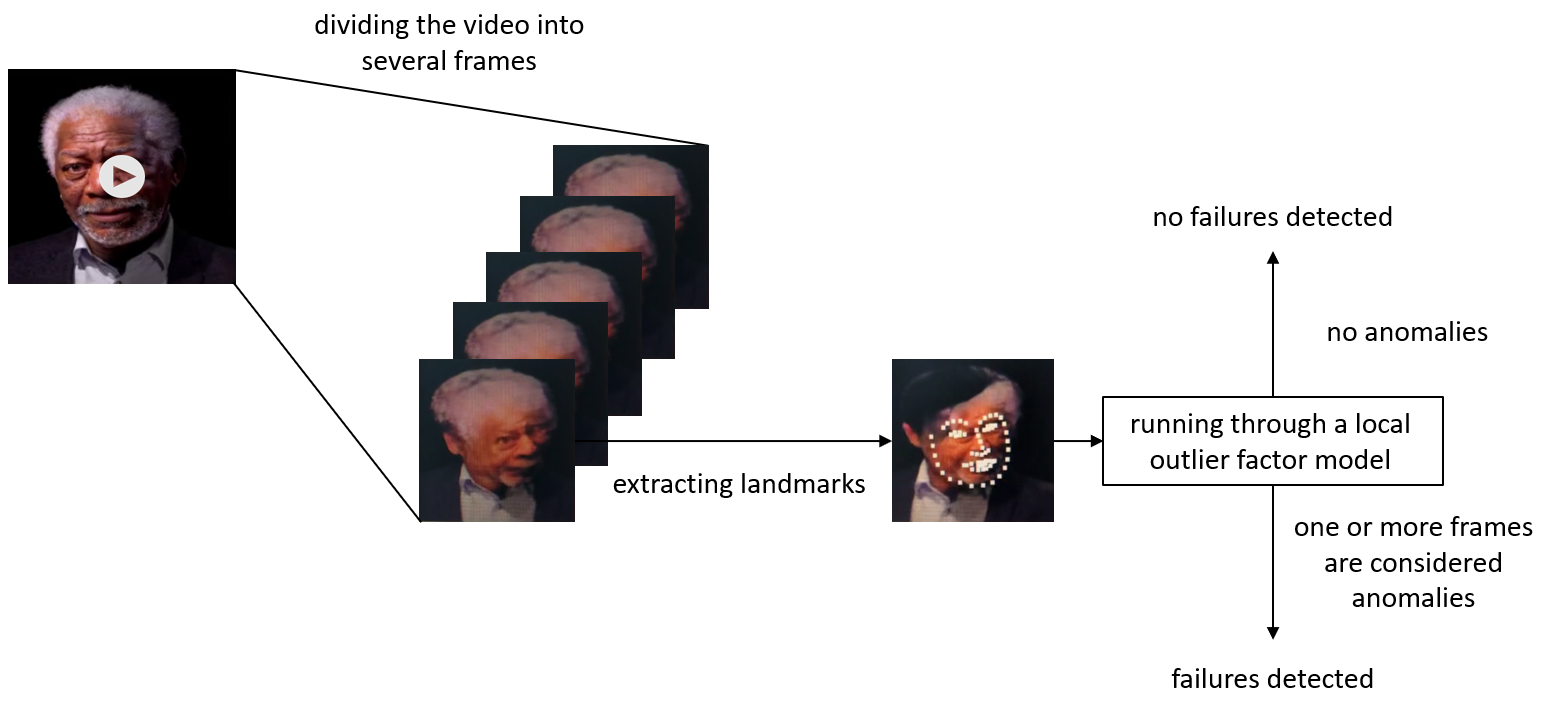 dividing the video into
several frames
extracting landmarks
no failures detected
no anomalies
running through a local
outlier factor model
one or more frames
are considered
anomalies
failures detected